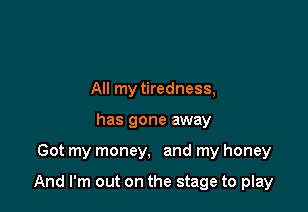 All my tiredness,
has gone away
Got my money, and my honey
And I'm out on the stage to play